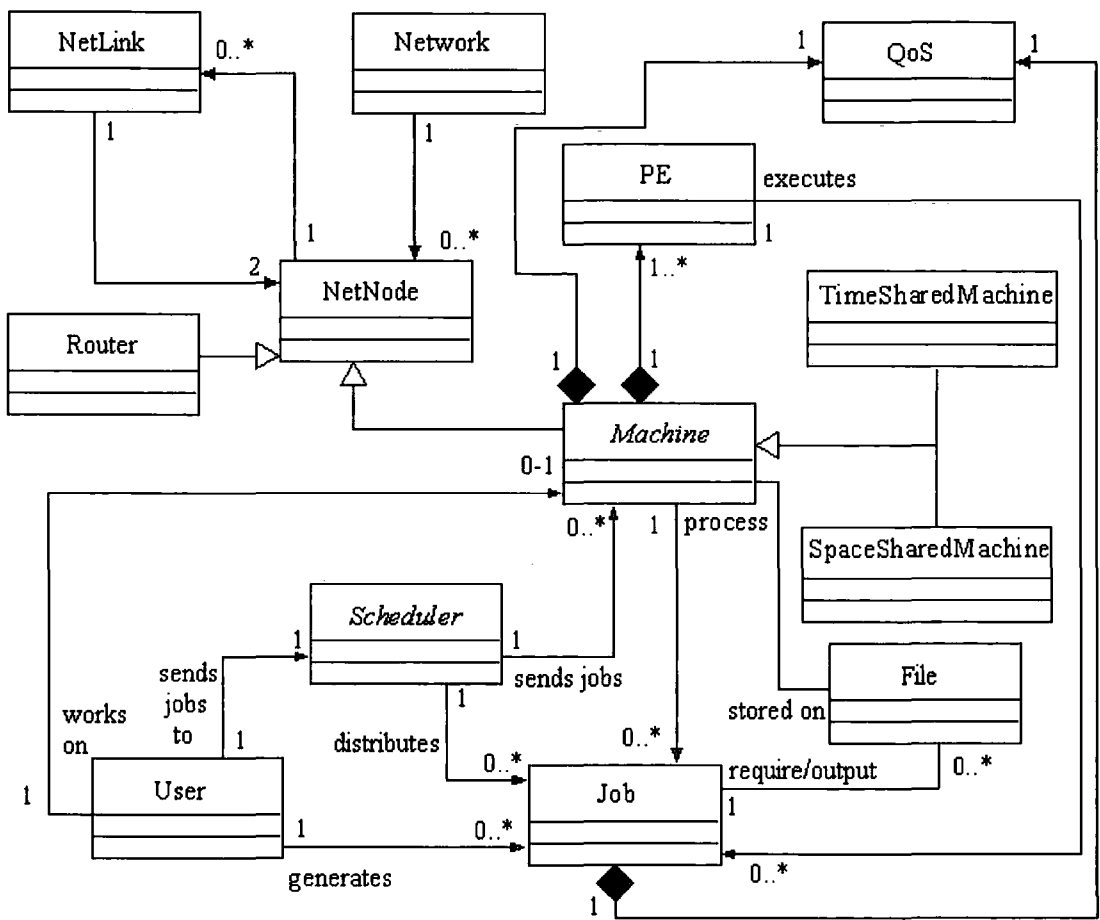 NetLink
0..*
Network
1
QoS
1
1
1
PE
executes
1
1
0..*
2
NetNode
1..*
TimeSharedMachine
Router
1
1
Machine
0-1
0..*
1
process
SpaceSharedMachine
Scheduler
1
1
sends jobs
sends
jobs
to
1
File
stored on
works
on
distributes
1
0..*
0..*
require/output
0..*
1
User
1
0..*
Job
1
generates
0..*
1